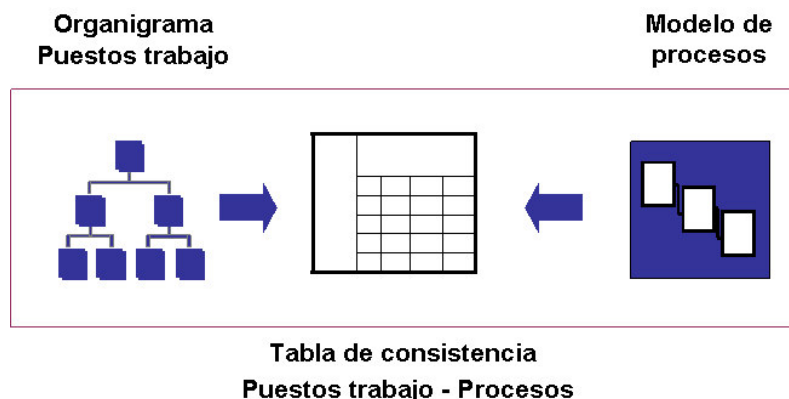 Organigrama
Puestos trabajo
Modelo de
procesos
Tabla de consistencia
Puestos trabajo - Procesos